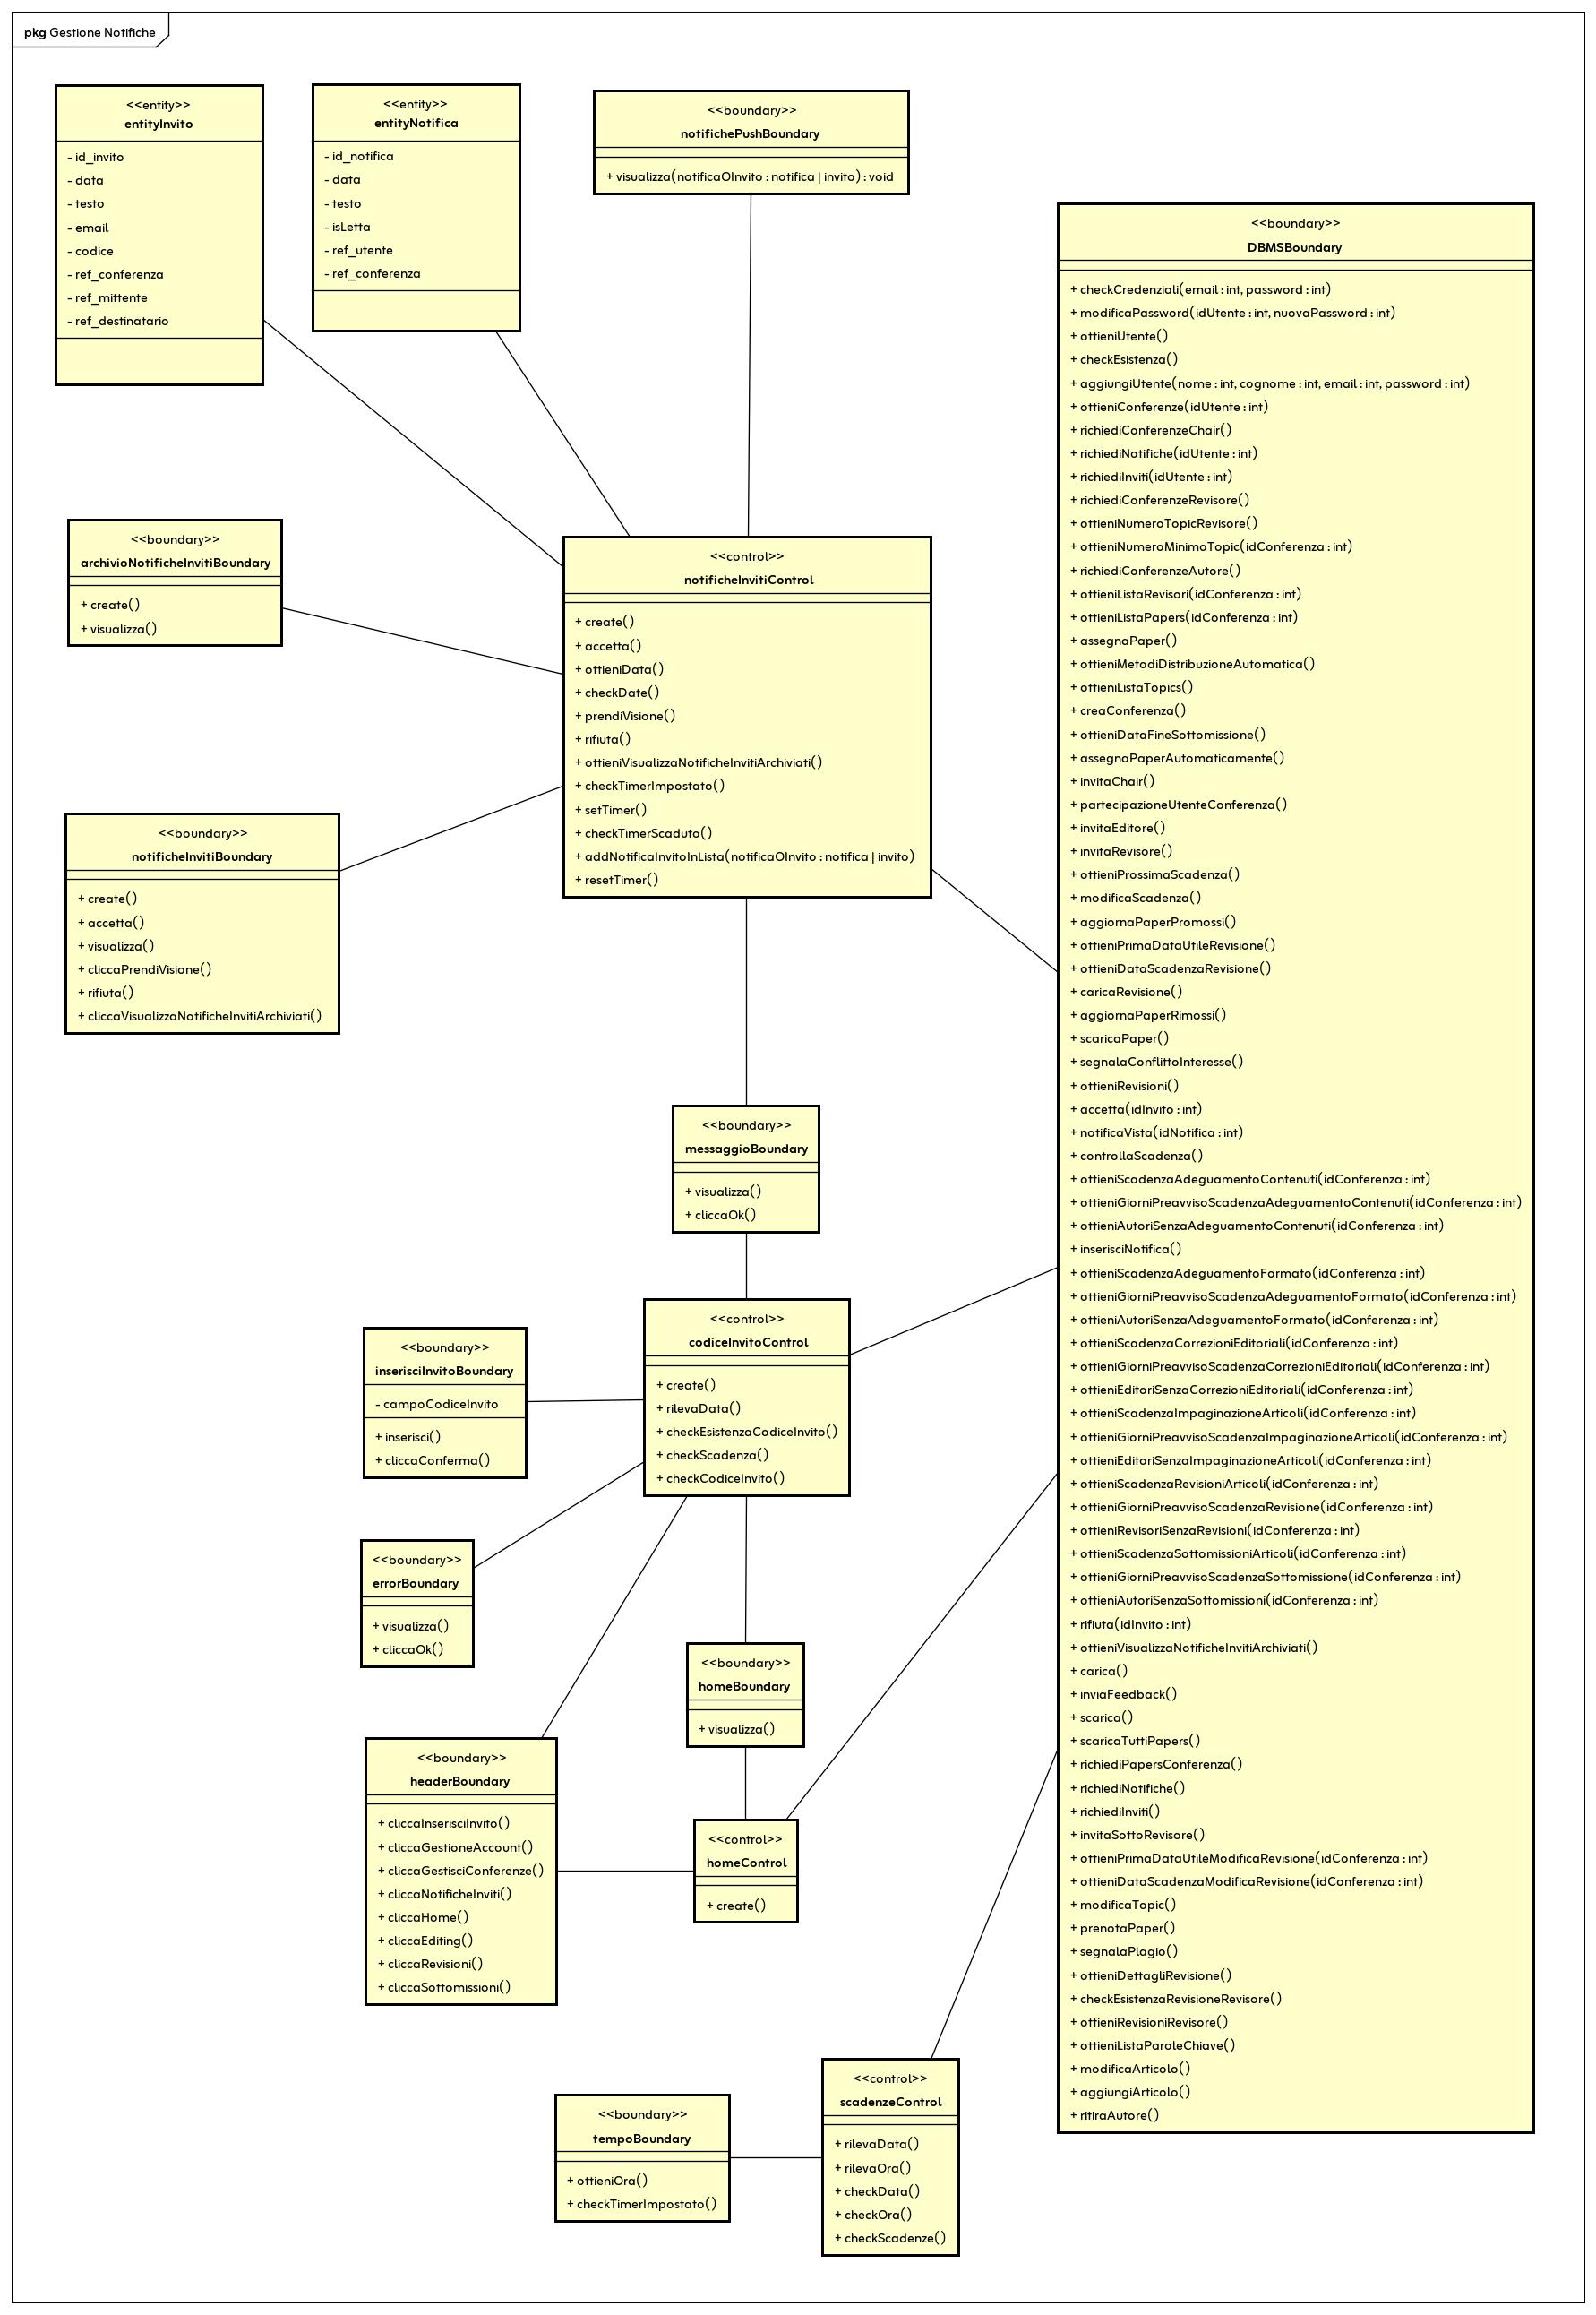 pkg Gestione Notifiche
<<entity>>
entityInvito
- id_invito
- data
- testo
- email
- codice
- ref_conferenza
- ref_mittente
- ref_destinatario
<<entity>>
entityNotifica
- id_notifica
- data
- testo
- isLetta
- ref_utente
- ref_conferenza
<<boundary>>
notifichePushBoundary
+ visualizza(notificaOInvito : notifica | invito) : void
<<boundary>>
DBMSBoundary
+ checkCredenziali(email : int, password : int)
+ modificaPassword(idUtente : int, nuovaPassword : int)
+ ottieniUtente()
+ checkEsistenza()
+ aggiungiUtente(nome : int, cognome : int, email : int, password : int)
+ ottieniConferenze(idUtente : int)
+ richiediConferenzeChair()
+ richiediNotifiche(idUtente : int)
+ richiediInviti(idUtente : int)
+ richiediConferenzeRevisore()
+ ottieniNumeroTopicRevisore()
+ ottieniNumeroMinimoTopic(idConferenza : int)
+ richiediConferenzeAutore()
+ ottieniListaRevisori(idConferenza : int)
+ ottieniListaPapers(idConferenza : int)
+ assegnaPaper()
+ ottieniMetodiDistribuzioneAutomatica()
+ ottieniListaTopics()
+ creaConferenza()
+ ottieniDataFineSottomissione()
+ assegnaPaperAutomaticamente()
+ invitaChair()
+ partecipazioneUtenteConferenza()
+ invitaEditore()
+ invitaRevisore()
+ ottieniProssimaScadenza()
+ modificaScadenza()
+ aggiornaPaperPromossi()
+ ottieniPrimaDataUtileRevisione()
+ ottieniDataScadenzaRevisione()
+ caricaRevisione()
+ aggiornaPaperRimossi()
+ scaricaPaper()
+ segnalaConflittoInteresse()
+ ottieniRevisioni()
+ accetta(idInvito : int)
+ notificaVista(idNotifica : int)
+ controllaScadenza()
+ ottieniScadenzaAdeguamentoContenuti(idConferenza : int)
+ ottieniGiorniPreavvisoScadenzaAdeguamentoContenuti(idConferenza : int)
+ ottieniAutoriSenzaAdeguamentoContenuti(idConferenza : int)
+ inserisciNotifica()
+ ottieniScadenzaAdeguamentoFormato(idConferenza : int)
+ ottieniGiorniPreavvisoScadenzaAdeguamentoFormato(idConferenza : int)
+ ottieniAutoriSenzaAdeguamentoFormato(idConferenza : int)
+ ottieniScadenzaCorrezioniEditoriali(idConferenza : int)
+ ottieniGiorniPreavvisoScadenzaCorrezioniEditoriali(idConferenza : int)
+ ottieniEditoriSenzaCorrezioniEditoriali(idConferenza : int)
+ ottieniScadenzaImpaginazioneArticoli(idConferenza : int)
+ ottieniGiorniPreavvisoScadenzaImpaginazioneArticoli(idConferenza : int)
+ ottieniEditoriSenzaImpaginazioneArticoli(idConferenza : int)
+ ottieniScadenzaRevisioniArticoli(idConferenza : int)
+ ottieniGiorniPreavvisoScadenzaRevisione(idConferenza : int)
+ ottieniRevisoriSenzaRevisioni(idConferenza : int)
+ ottieniScadenzaSottomissioniArticoli(idConferenza : int)
+ ottieniGiorniPreavvisoScadenzaSottomissione(idConferenza : int)
+ ottieniAutoriSenzaSottomissioni(idConferenza : int)
+ rifiuta(idInvito : int)
+ ottieniVisualizzaNotificheInvitiArchiviati()
+ carica()
+ inviaFeedback()
+ scarica()
+ scaricaTuttiPapers()
+ richiediPapersConferenza()
+ richiediNotifiche()
+ richiediInviti()
+ invitaSottoRevisore()
+ ottieniPrimaDataUtileModificaRevisione(idConferenza : int)
+ ottieniDataScadenzaModificaRevisione(idConferenza : int)
+ modificaTopic()
+ prenotaPaper()
+ segnalaPlagio()
+ ottieniDettagliRevisione()
+ checkEsistenzaRevisioneRevisore()
+ ottieniRevisioniRevisore()
+ ottieniListaParoleChiave()
+ modificaArticolo()
+ aggiungiArticolo()
+ ritiraAutore()
<<boundary>>
archivioNotificheInvitiBoundary
+ create()
+ visualizza()
<<control>>
notificheInvitiControl
+ create()
+ accetta()
+ ottieniData()
+ checkDate()
+ prendiVisione()
+ rifiuta()
+ ottieniVisualizzaNotificheInvitiArchiviati()
+ checkTimerImpostato()
+ setTimer()
+ checkTimerScaduto()
+ addNotificaInvitoInLista(notificaOInvito : notifica | invito)
+ resetTimer()
<<boundary>>
notificheInvitiBoundary
+ create()
+ accetta()
+ visualizza()
+ cliccaPrendiVisione()
+ rifiuta()
+ cliccaVisualizzaNotificheInvitiArchiviati()
<<boundary>>
messaggioBoundary
+ visualizza()
+ cliccaOk()
<<control>>
codiceInvitoControl
+ create()
+ rilevaData()
+ checkEsistenzaCodiceInvito()
+ checkScadenza()
+ checkCodiceInvito()
<<boundary>>
inserisciInvitoBoundary
- campoCodiceInvito
+ inserisci()
+ cliccaConferma()
<<boundary>>
errorBoundary
+ visualizza()
+ cliccaOk()
<<boundary>>
homeBoundary
+ visualizza()
<<boundary>>
headerBoundary
+ cliccaInserisciInvito()
+ cliccaGestioneAccount()
+ cliccaGestisciConferenze()
+ cliccaNotificheInviti()
+ cliccaHome()
+ cliccaEditing()
+ cliccaRevisioni()
+ cliccaSottomissioni()
<<control>>
homeControl
+ create()
<<boundary>>
tempoBoundary
+ ottieniOra()
+ checkTimerImpostato()
<<control>>
scadenzeControl
+ rilevaData()
+ rilevaOra()
+ checkData()
+ checkOra()
+ checkScadenze()